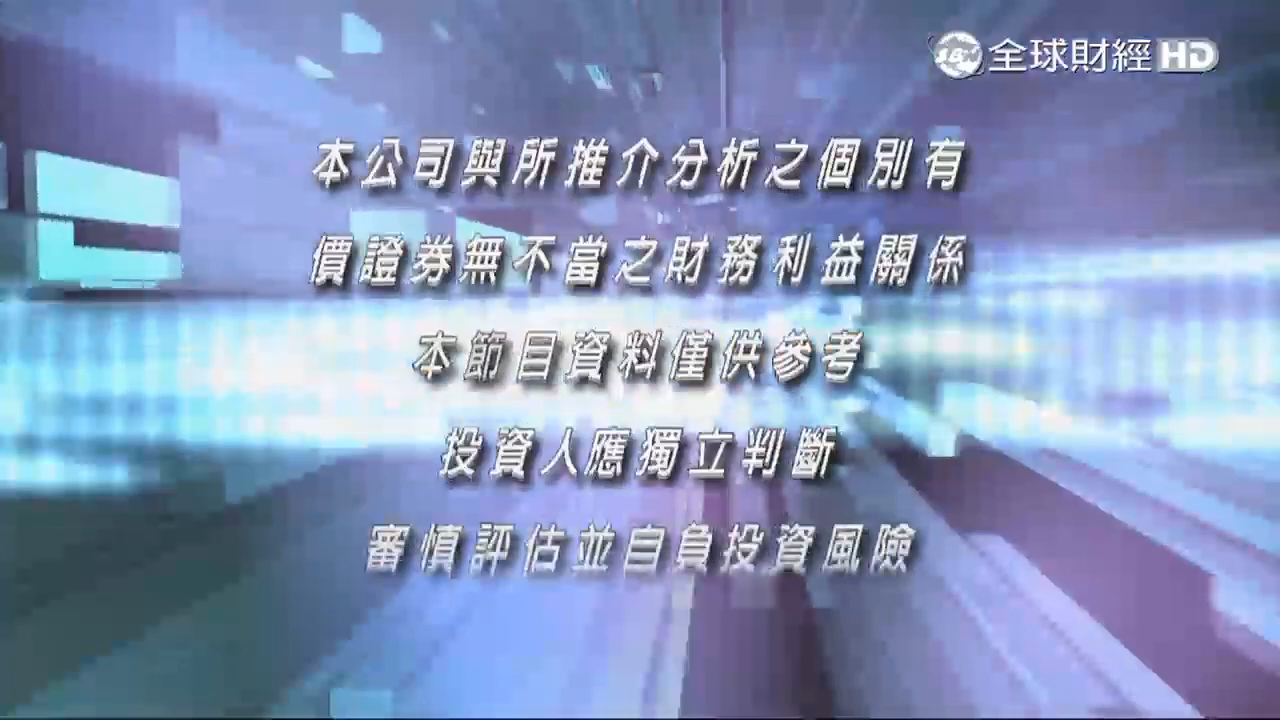 全球財經HD
本公司與所推介分析之個別有
價證券無不當之財務利益關係
本節目資料僅供參考
投資人應獨立判斷
審慎評估並自負投資風險